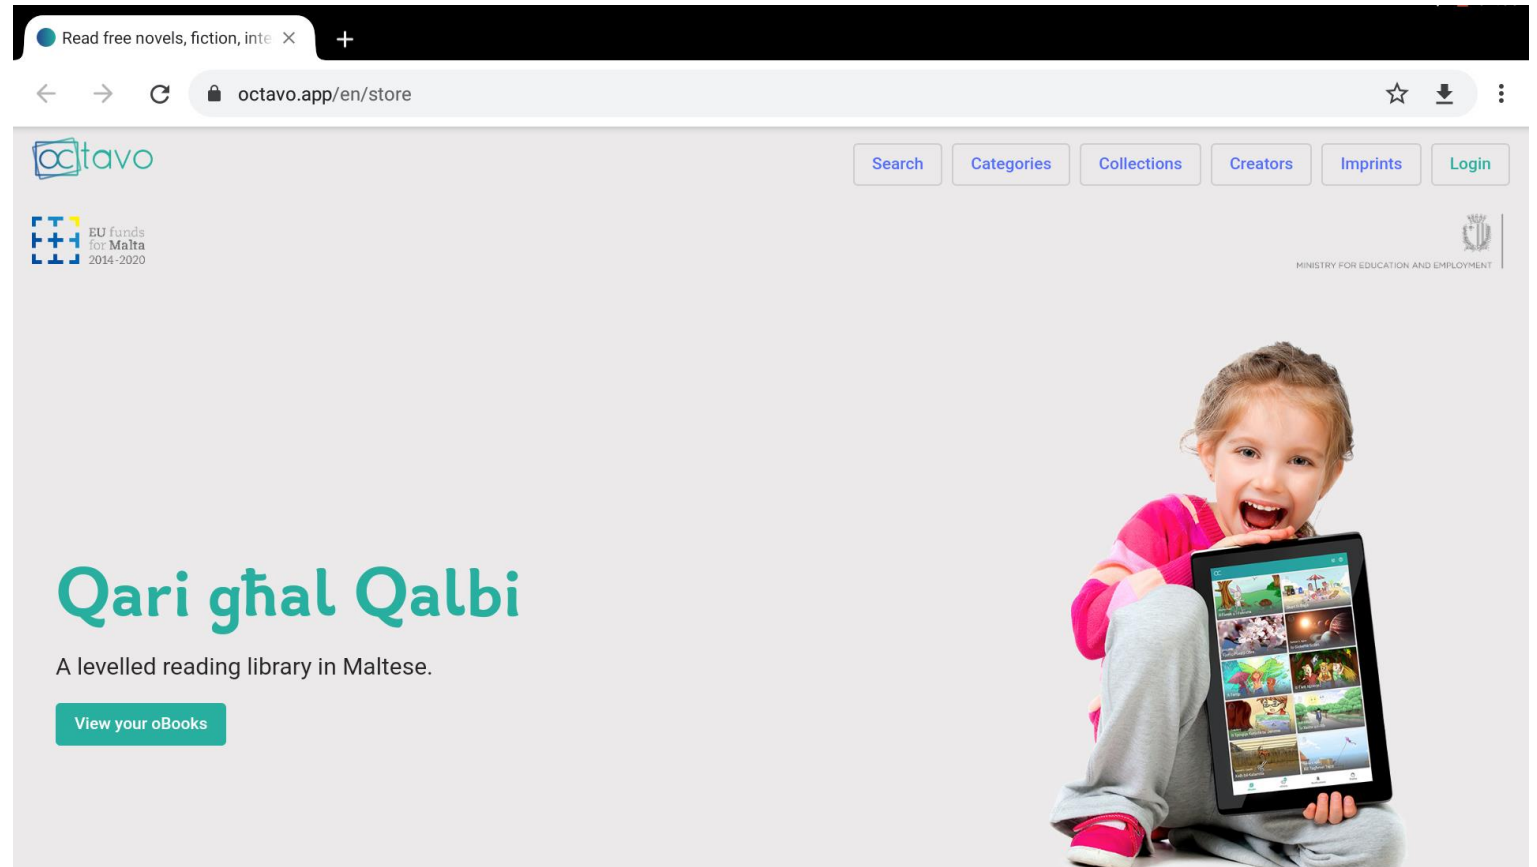 Read free novels, fiction, inte
octavo.app/en/store
octavo
Search
Categories
Collections
Creators
Imprints
Login
EU funds
for Malta
2014-2020
MINISTRY FOR EDUCATION AND EMPLOYMENT
Qari għal Qalbi
A levelled reading library in Maltese.
View your oBooks